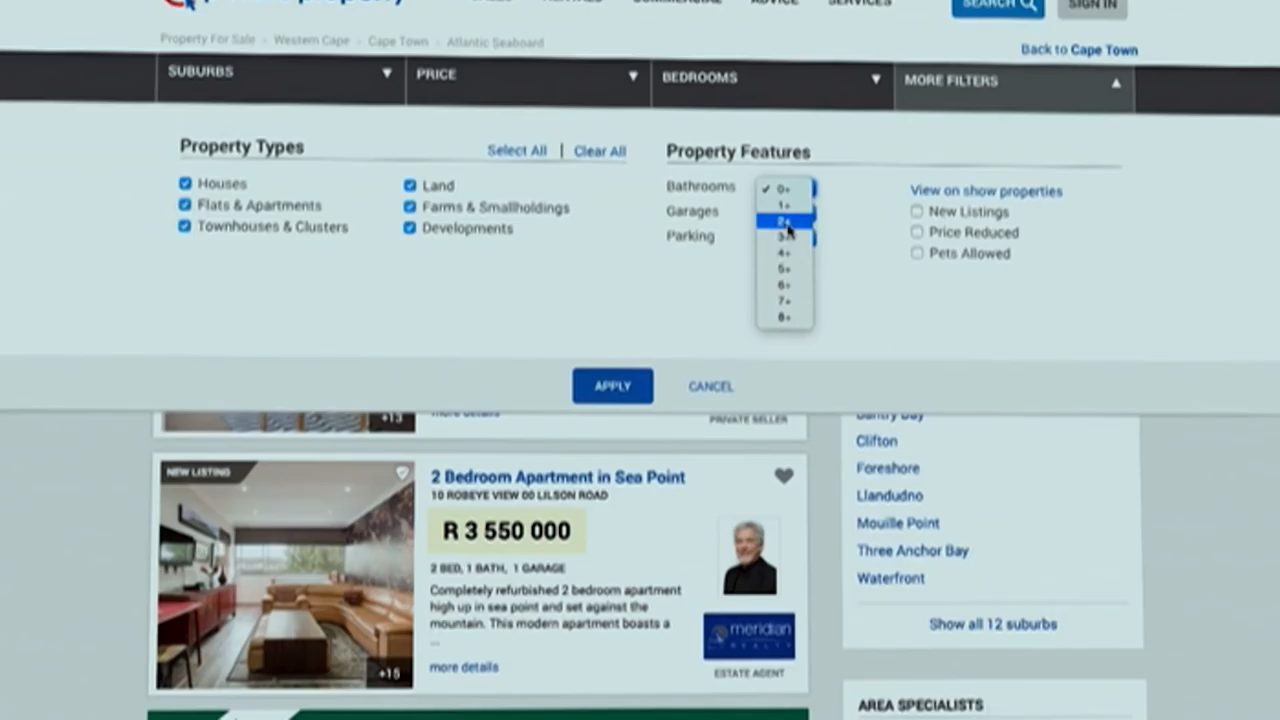 SEARCH
SIGN IN
Property For Sale
Western Cape
Cape Town
Atlantic Seaboard
Back to Cape Town
SUBURBS
PRICE
BEDROOMS
MORE FILTERS
Property Types
Select All | Clear All
Houses
Flats & Apartments
Townhouses & Clusters
Land
Farms & Smallholdings
Developments
Property Features
Bathrooms
Garages
Parking
0+
1+
2+
3+
4+
5+
6+
7+
8+
View on show properties
New Listings
Price Reduced
Pets Allowed
APPLY
CANCEL
+13
more details
PRIVATE SELLER
NEW LISTING
2 Bedroom Apartment in Sea Point
10 ROBEYE VIEW 00 LILSON ROAD
R 3 550 000
2 BED, 1 BATH, 1 GARAGE
Completely refurbished 2 bedroom apartment
high up in sea point and set against the
mountain. This modern apartment boasts a
...
more details
+15
meridian
REALTY
ESTATE AGENT
Bantry Bay
Clifton
Foreshore
Llandudno
Mouille Point
Three Anchor Bay
Waterfront
Show all 12 suburbs
AREA SPECIALISTS